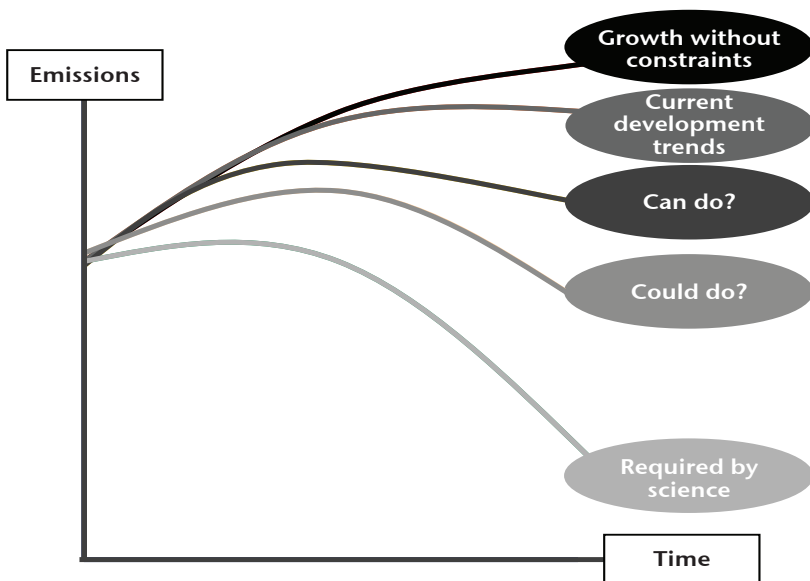 Growth without
constraints
Emissions
Current
development
trends
Can do?
Could do?
Required by
science
Time